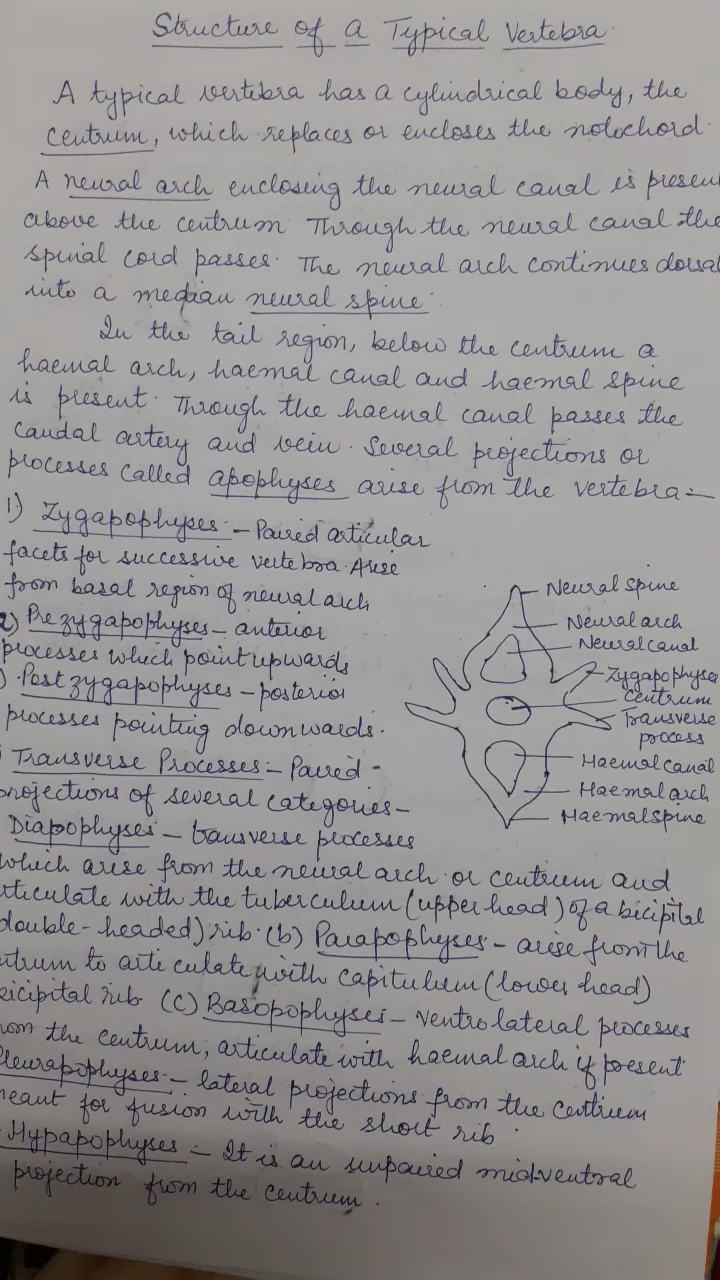 Structure of a Typical Vertebra
A typical vertebra has a cylindrical body, the
centrum, which replaces or encloses the notochord.
A neural arch enclosing the neural canal is presen
above the centrum. Through the neural canal the
spinal cord passes. The neural arch continues dorsal
into a median neural spine.
In the tail region, below the centrum a
haemal arch, haemal canal and haemal spine
is present. Through the haemal canal passes the
caudal artery and vein. Several projections or
processes called apophyses arise from the vertebra:-
1) Zygapophyses - Paired articular
facets for successive vertebra. Arise
from basal region of neural arch
2) Pre zygapophyses - anterior
processes which point upwards
) Post zygapophyses - posterior
processes pointing downwards.
) Transverse Processes:- Paired
projections of several categories-
Diapophyses - transverse processes
which arise from the neural arch or centrum and
rticulate with the tuberculum (upper head) of a bicipital
(double-headed) rib. (b) Parapophyses - arise from the
ntrum to articulate with capitulum (lower head)
bicipital rib. (c) Basopophyses - ventrolateral processes
rom the centrum, articulate with haemal arch if present
Pleurapophyses - lateral projections from the centrum
meant for fusion with the short rib.
Hypapophyses - It is an unpaired mid-ventral
projection from the centrum.
Neural spine
Neural arch
Neural canal
Zygapophyses
Centrum
Transverse
process
Haemal canal
Haemal arch
Haemal spine